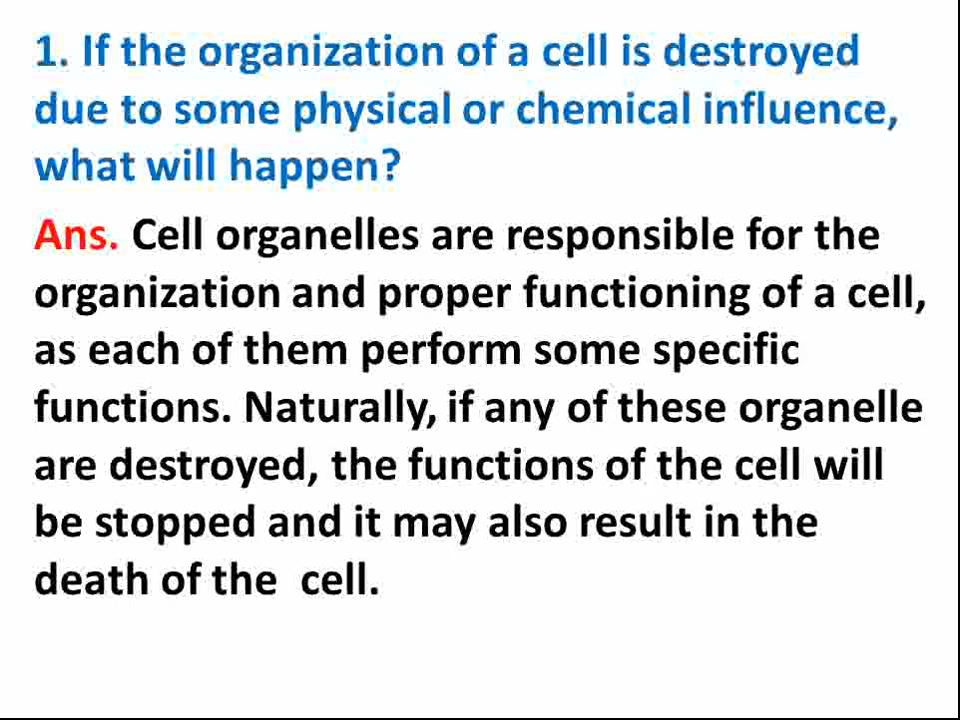 1. If the organization of a cell is destroyed
due to some physical or chemical influence,
what will happen?
Ans. Cell organelles are responsible for the
organization and proper functioning of a cell,
as each of them perform some specific
functions. Naturally, if any of these organelle
are destroyed, the functions of the cell will
be stopped and it may also result in the
death of the  cell.